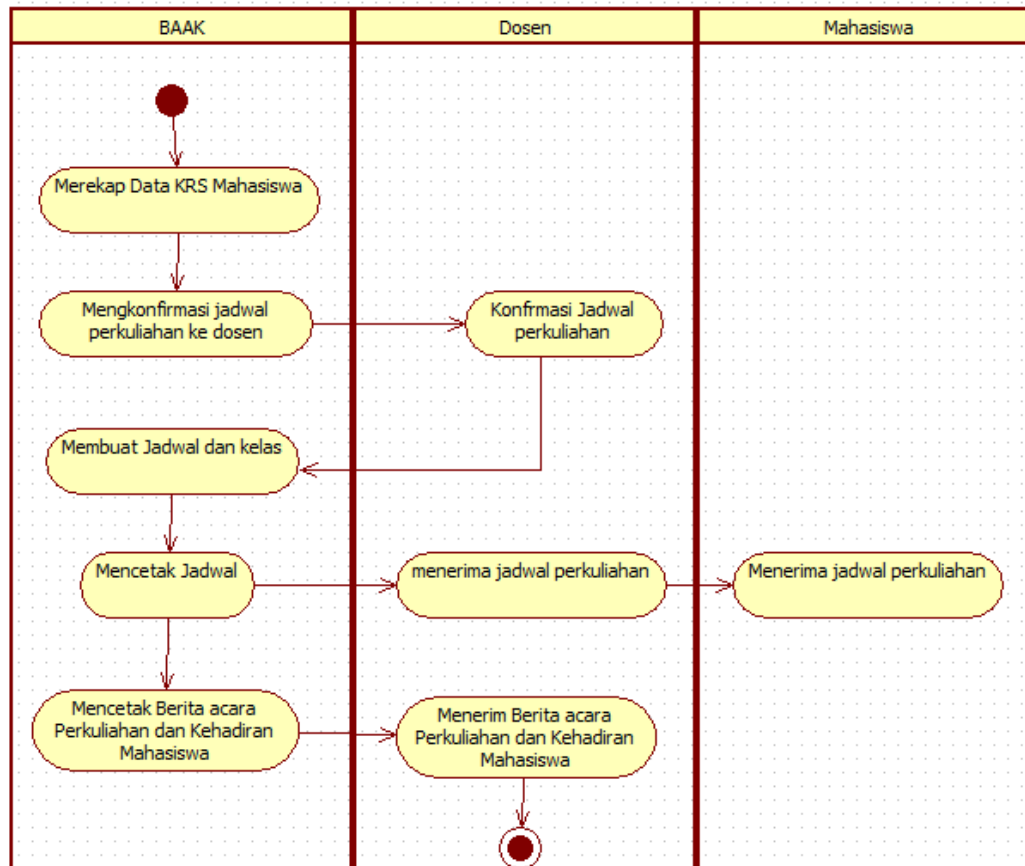 BAAK
Dosen
Mahasiswa
Merekap Data KRS Mahasiswa
Mengkonfirmasi jadwal
perkuliahan ke dosen
Konfrmasi Jadwal
perkuliahan
Membuat Jadwal dan kelas
Mencetak Jadwal
menerima jadwal perkuliahan
Menerima jadwal perkuliahan
Mencetak Berita acara
Perkuliahan dan Kehadiran
Mahasiswa
Menerim Berita acara
Perkuliahan dan Kehadiran
Mahasiswa